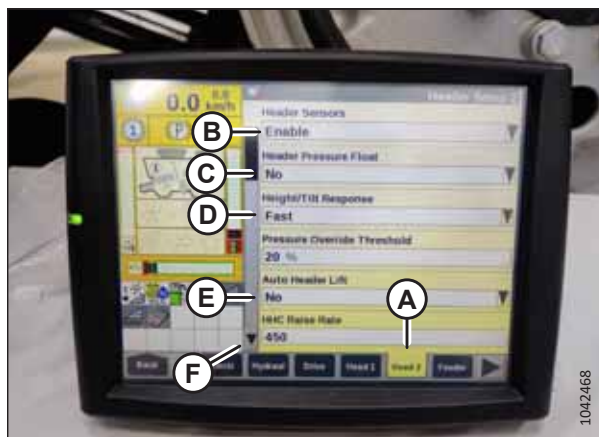 0.0 0.0 km/h
Header Setup 2
1 P
Header Sensors
B
Enable
Header Pressure Float
C
No
Height/Tilt Response
D
Fast
Pressure Override Threshold
20 %
Auto Header Lift
E
No
A
HHC Raise Rate
450
F
Back
Hydraul
Drive
Head 1
Head 2
Feeder
1042468